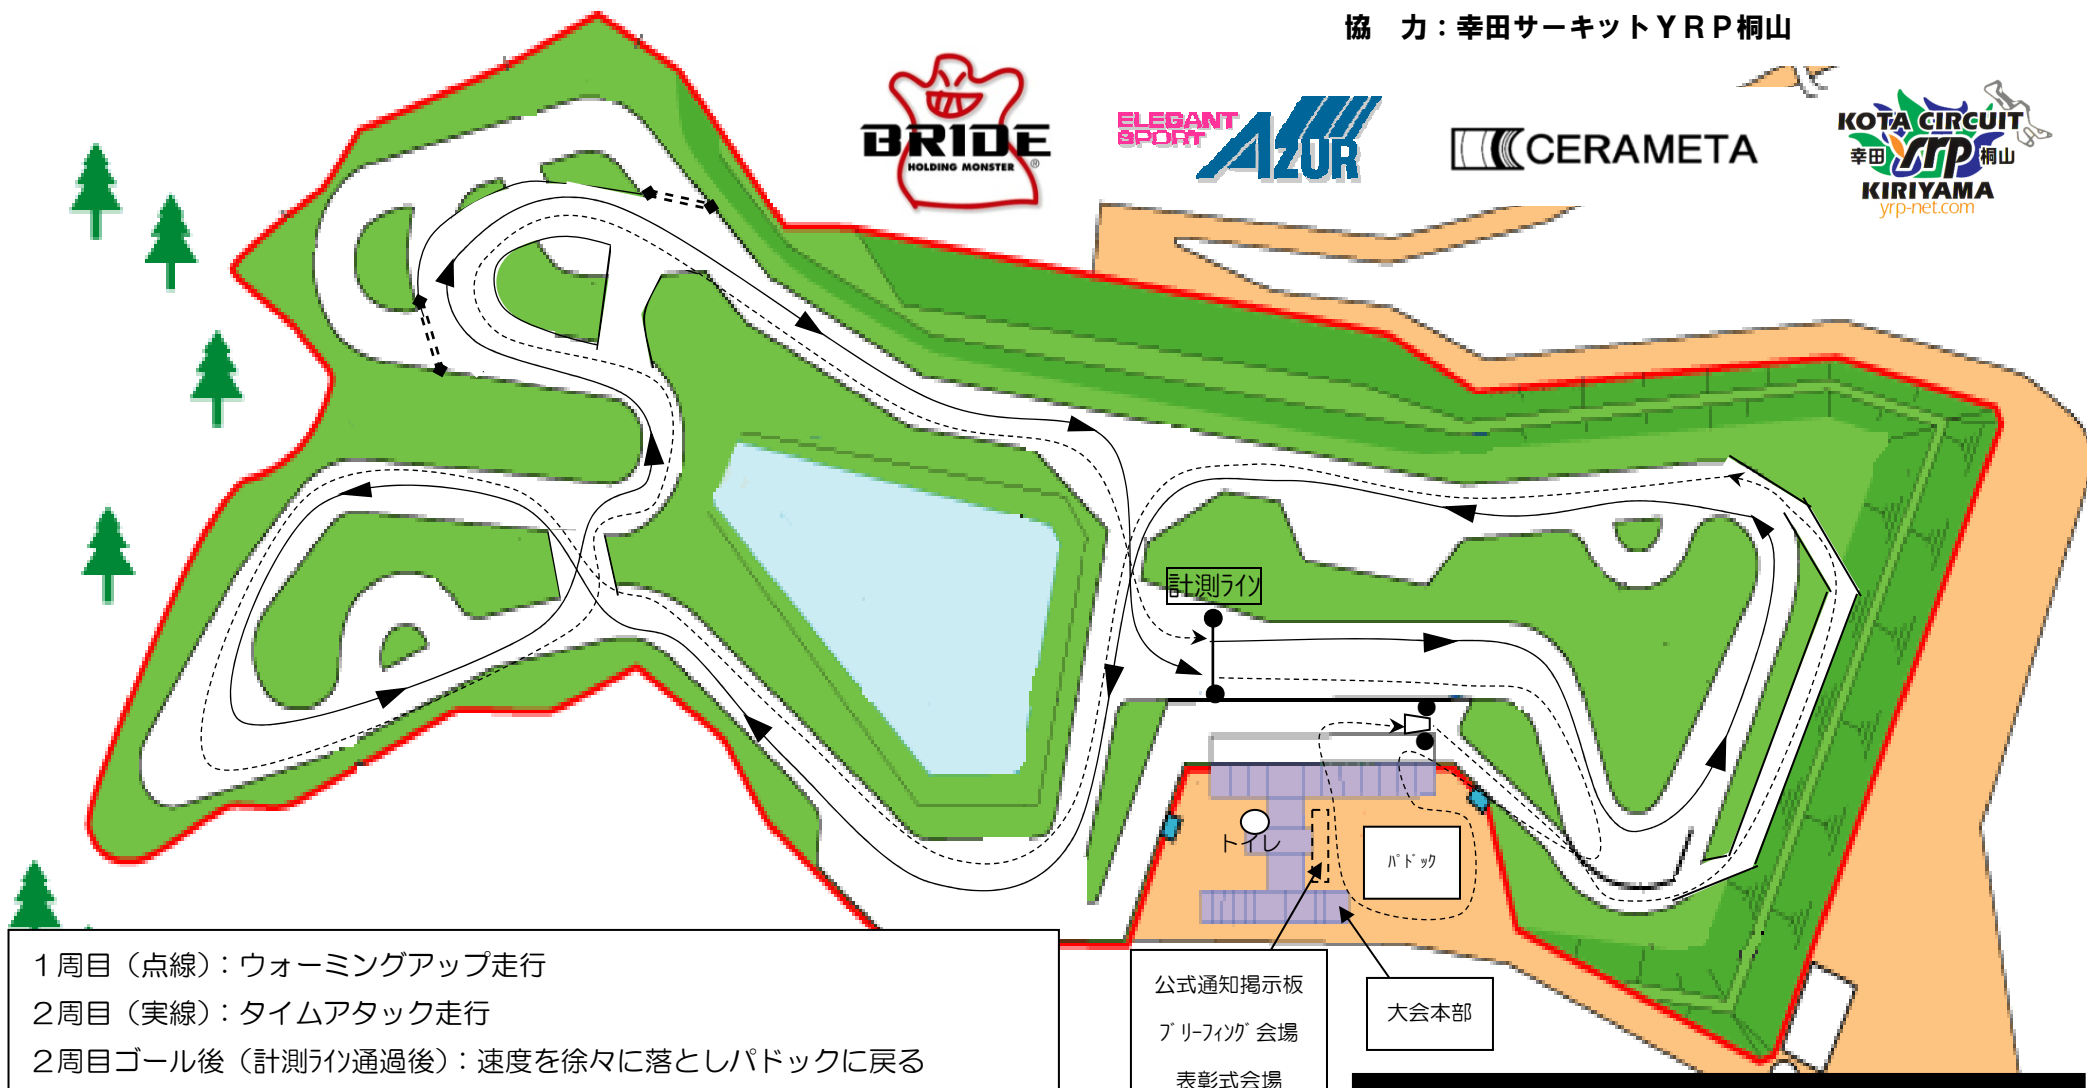 協　力：幸田サーキットＹＲＰ桐山
BRIDE
HOLDING MONSTER
®
ELEGANT
SPORT
AZUR
CERAMETA
KOTA CIRCUIT
幸田 yrp 桐山
KIRIYAMA
yrp-net.com
計測ﾗｲﾝ
トイレ
ﾊﾟﾄﾞｯｸ
１周目（点線）：ウォーミングアップ走行
２周目（実線）：タイムアタック走行
２周目ゴール後（計測ﾗｲﾝ通過後）：速度を徐々に落としパドックに戻る
公式通知掲示板
ﾌﾞﾘｰﾌｨﾝｸﾞ会場
表彰式会場
大会本部